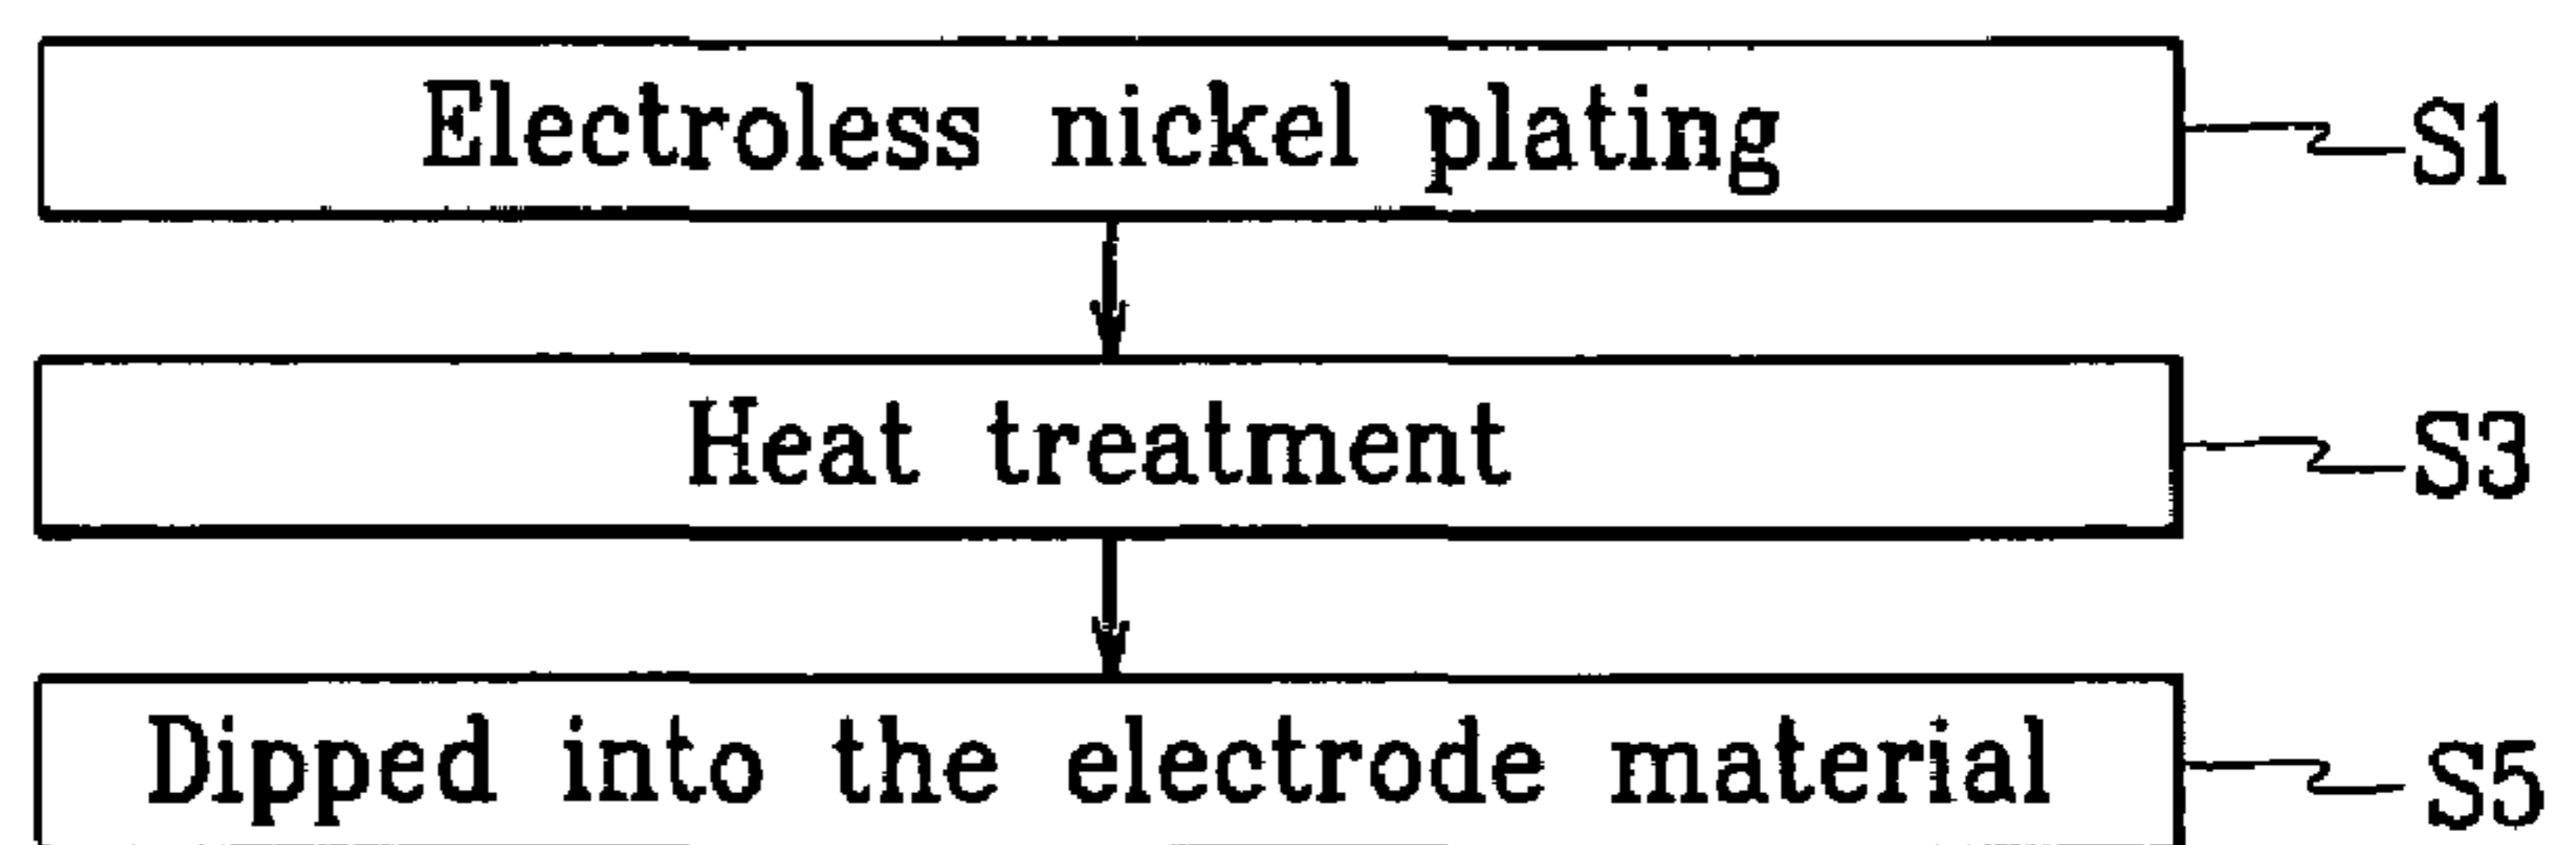 Electroless nickel plating S1
Heat treatment S3
Dipped into the electrode material S5